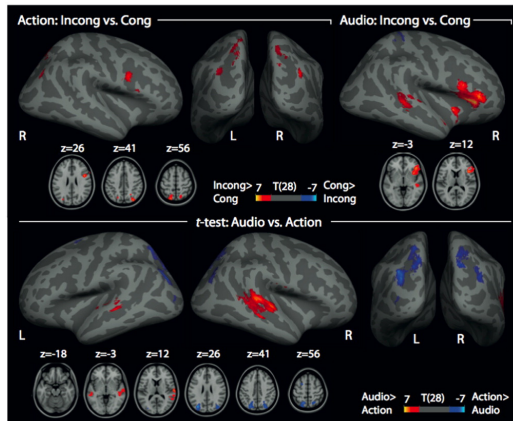 Action: Incong vs. Cong
Audio: Incong vs. Cong
R
L
R
R
z=26 z=41 z=56
z=-3 z=12
Incong> 7 T(28) -7 Cong>
Cong Incong
t-test: Audio vs. Action
L
R
L
R
z=-18 z=-3 z=12 z=26 z=41 z=56
Audio> 7 T(28) -7 Action>
Action Audio